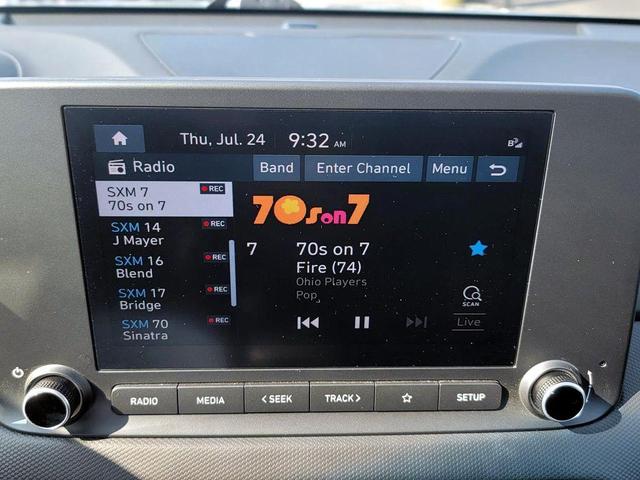 Thu, Jul. 24 9:32 AM
Radio Band Enter Channel Menu
SXM 7 REC
70s on 7
SXM 14 REC
J Mayer
SXM 16 REC
Blend
SXM 17 REC
Bridge
SXM 70 REC
Sinatra
70s on 7
7 70s on 7
Fire (74)
Ohio Players
Pop
SCAN
Live
RADIO MEDIA < SEEK TRACK > SETUP